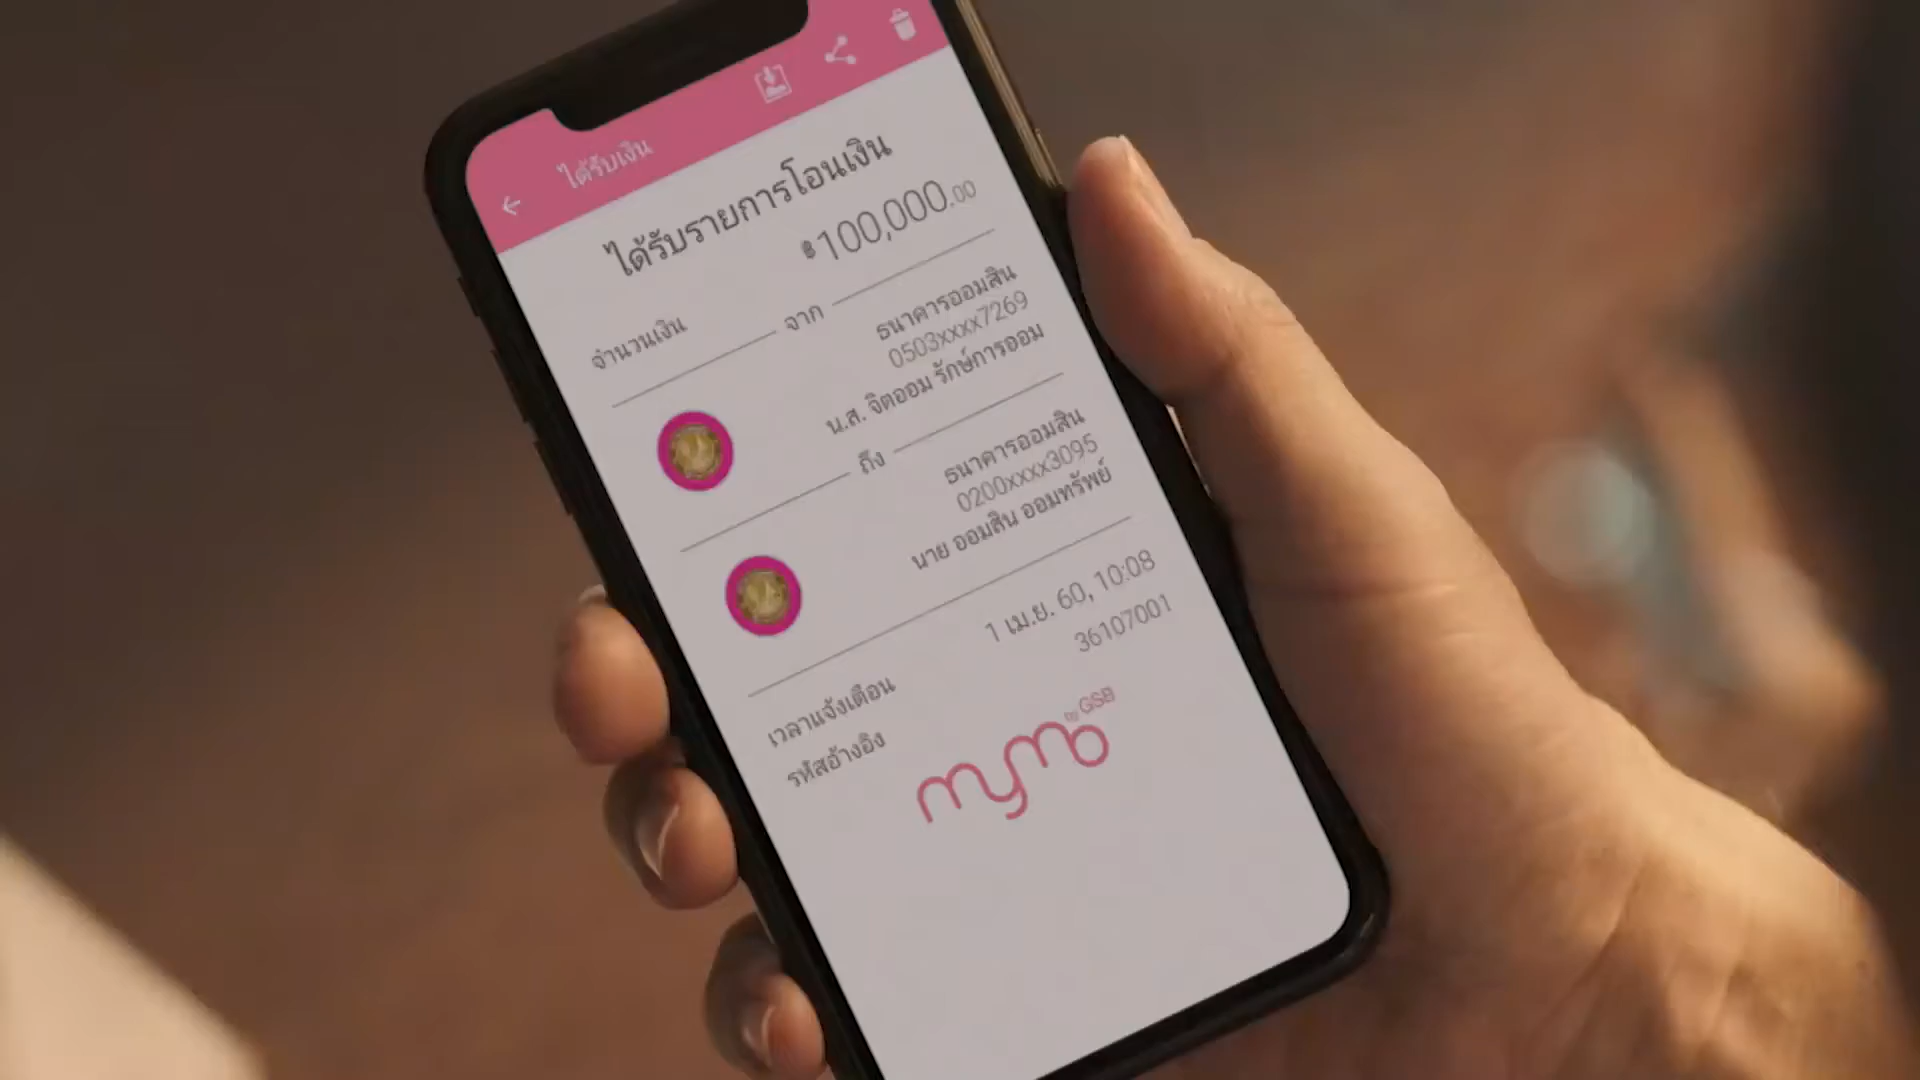 ได้รับเงิน
ได้รับรายการโอนเงิน
จำนวนเงิน
฿100,000.00
จาก
ธนาคารออมสิน
0503xxxx7269
น.ส. จิตออม รักษ์การออม
ถึง
ธนาคารออมสิน
0200xxxx3095
นาย ออมสิน ออมทรัพย์
เวลาแจ้งเตือน
1 เม.ย. 60, 10:08
รหัสอ้างอิง
36107001
mymo by GSB